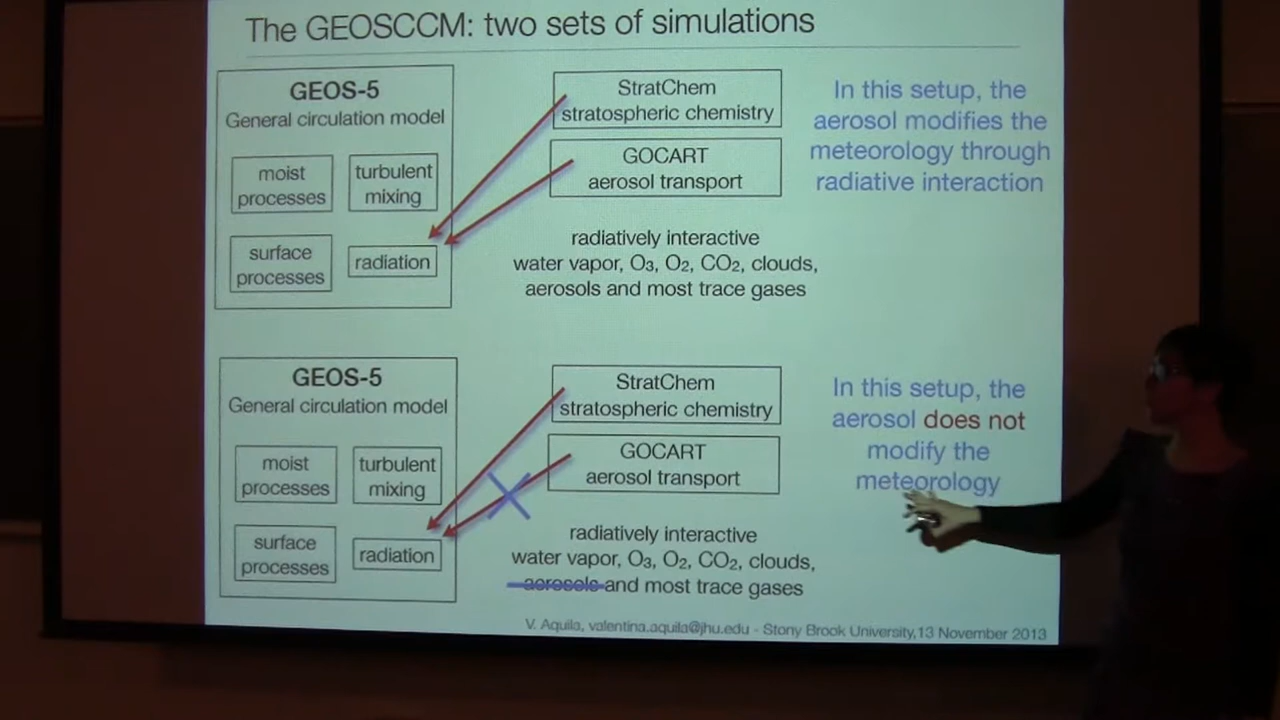 The GEOSCCM: two sets of simulations
GEOS-5
General circulation model
moist
processes
turbulent
mixing
surface
processes
radiation
StratChem
stratospheric chemistry
GOCART
aerosol transport
radiatively interactive
water vapor, O₃, O₂, CO₂, clouds,
aerosols and most trace gases
In this setup, the
aerosol modifies the
meteorology through
radiative interaction
GEOS-5
General circulation model
moist
processes
turbulent
mixing
surface
processes
radiation
StratChem
stratospheric chemistry
GOCART
aerosol transport
radiatively interactive
water vapor, O₃, O₂, CO₂, clouds,
aerosols and most trace gases
In this setup, the
aerosol does not
modify the
meteorology
V. Aquila, valentina.aquila@jhu.edu - Stony Brook University,13 November 2013